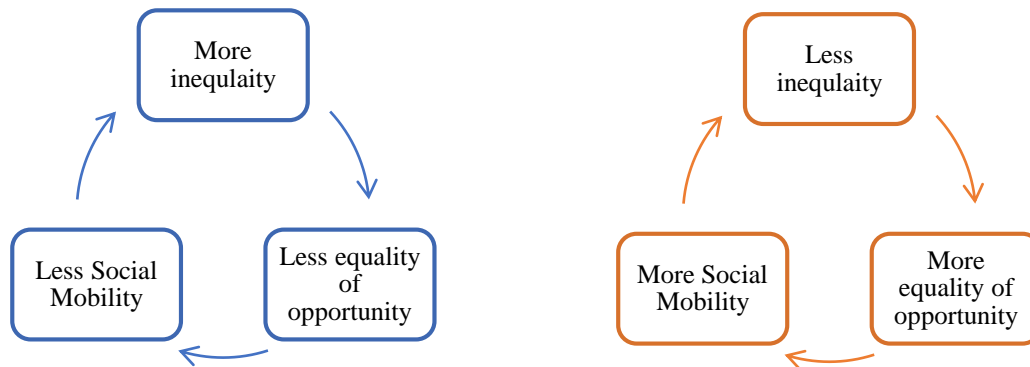 More
inequlaity
Less Social
Mobility
Less equality
of
opportunity
Less
inequlaity
More Social
Mobility
More
equality of
opportunity